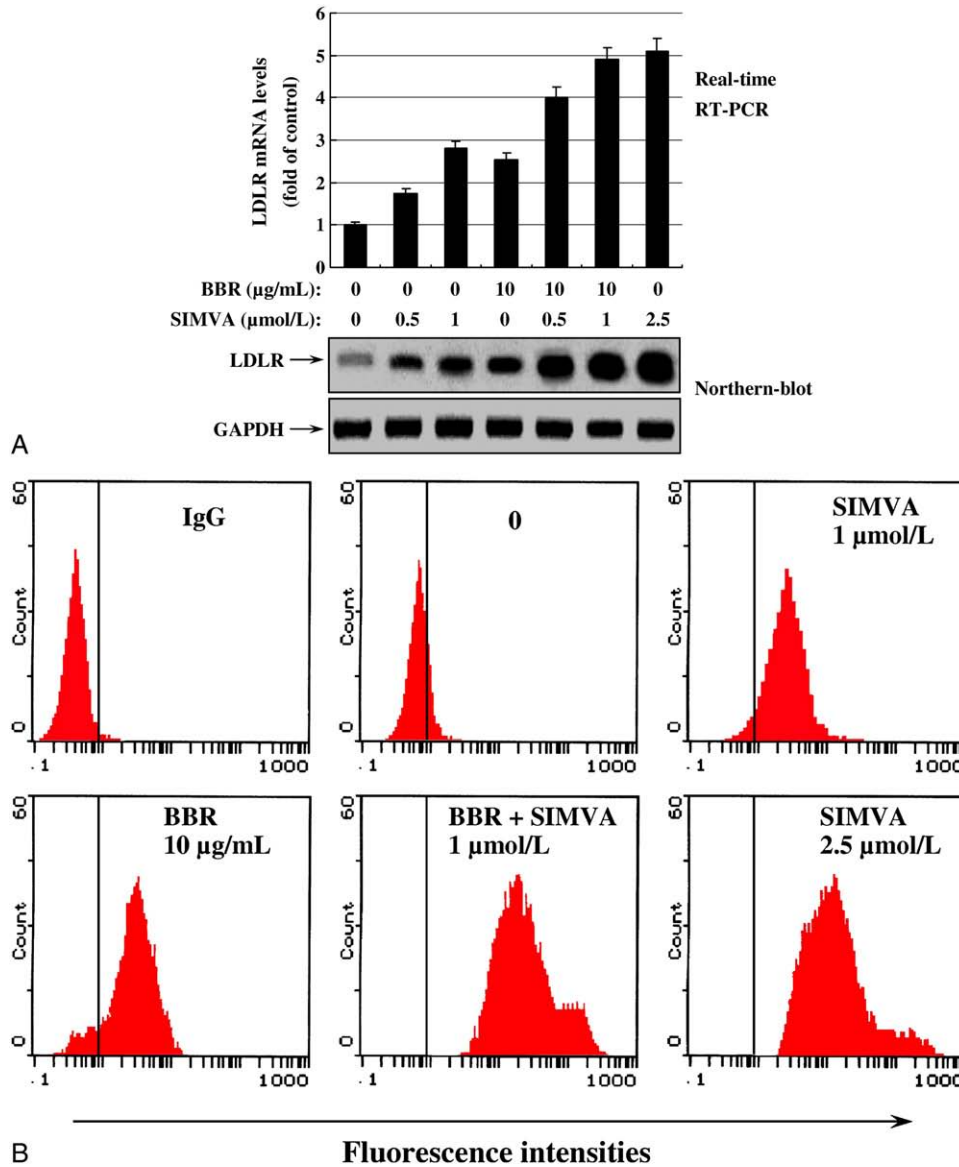 6
5
4
3
2
1
0
LDLR mRNA levels
(fold of control)
Real-time
RT-PCR
BBR (µg/mL): 0 0 0 10 10 10 0
SIMVA (µmol/L): 0 0.5 1 0 0.5 1 2.5
LDLR
Northern-blot
GAPDH
A
60
Count
0
IgG
.1 1000
60
Count
0
0
.1 1000
60
Count
0
SIMVA
1 µmol/L
.1 1000
60
Count
0
BBR
10 µg/mL
.1 1000
60
Count
0
BBR + SIMVA
1 µmol/L
.1 1000
60
Count
0
SIMVA
2.5 µmol/L
.1 1000
B
Fluorescence intensities